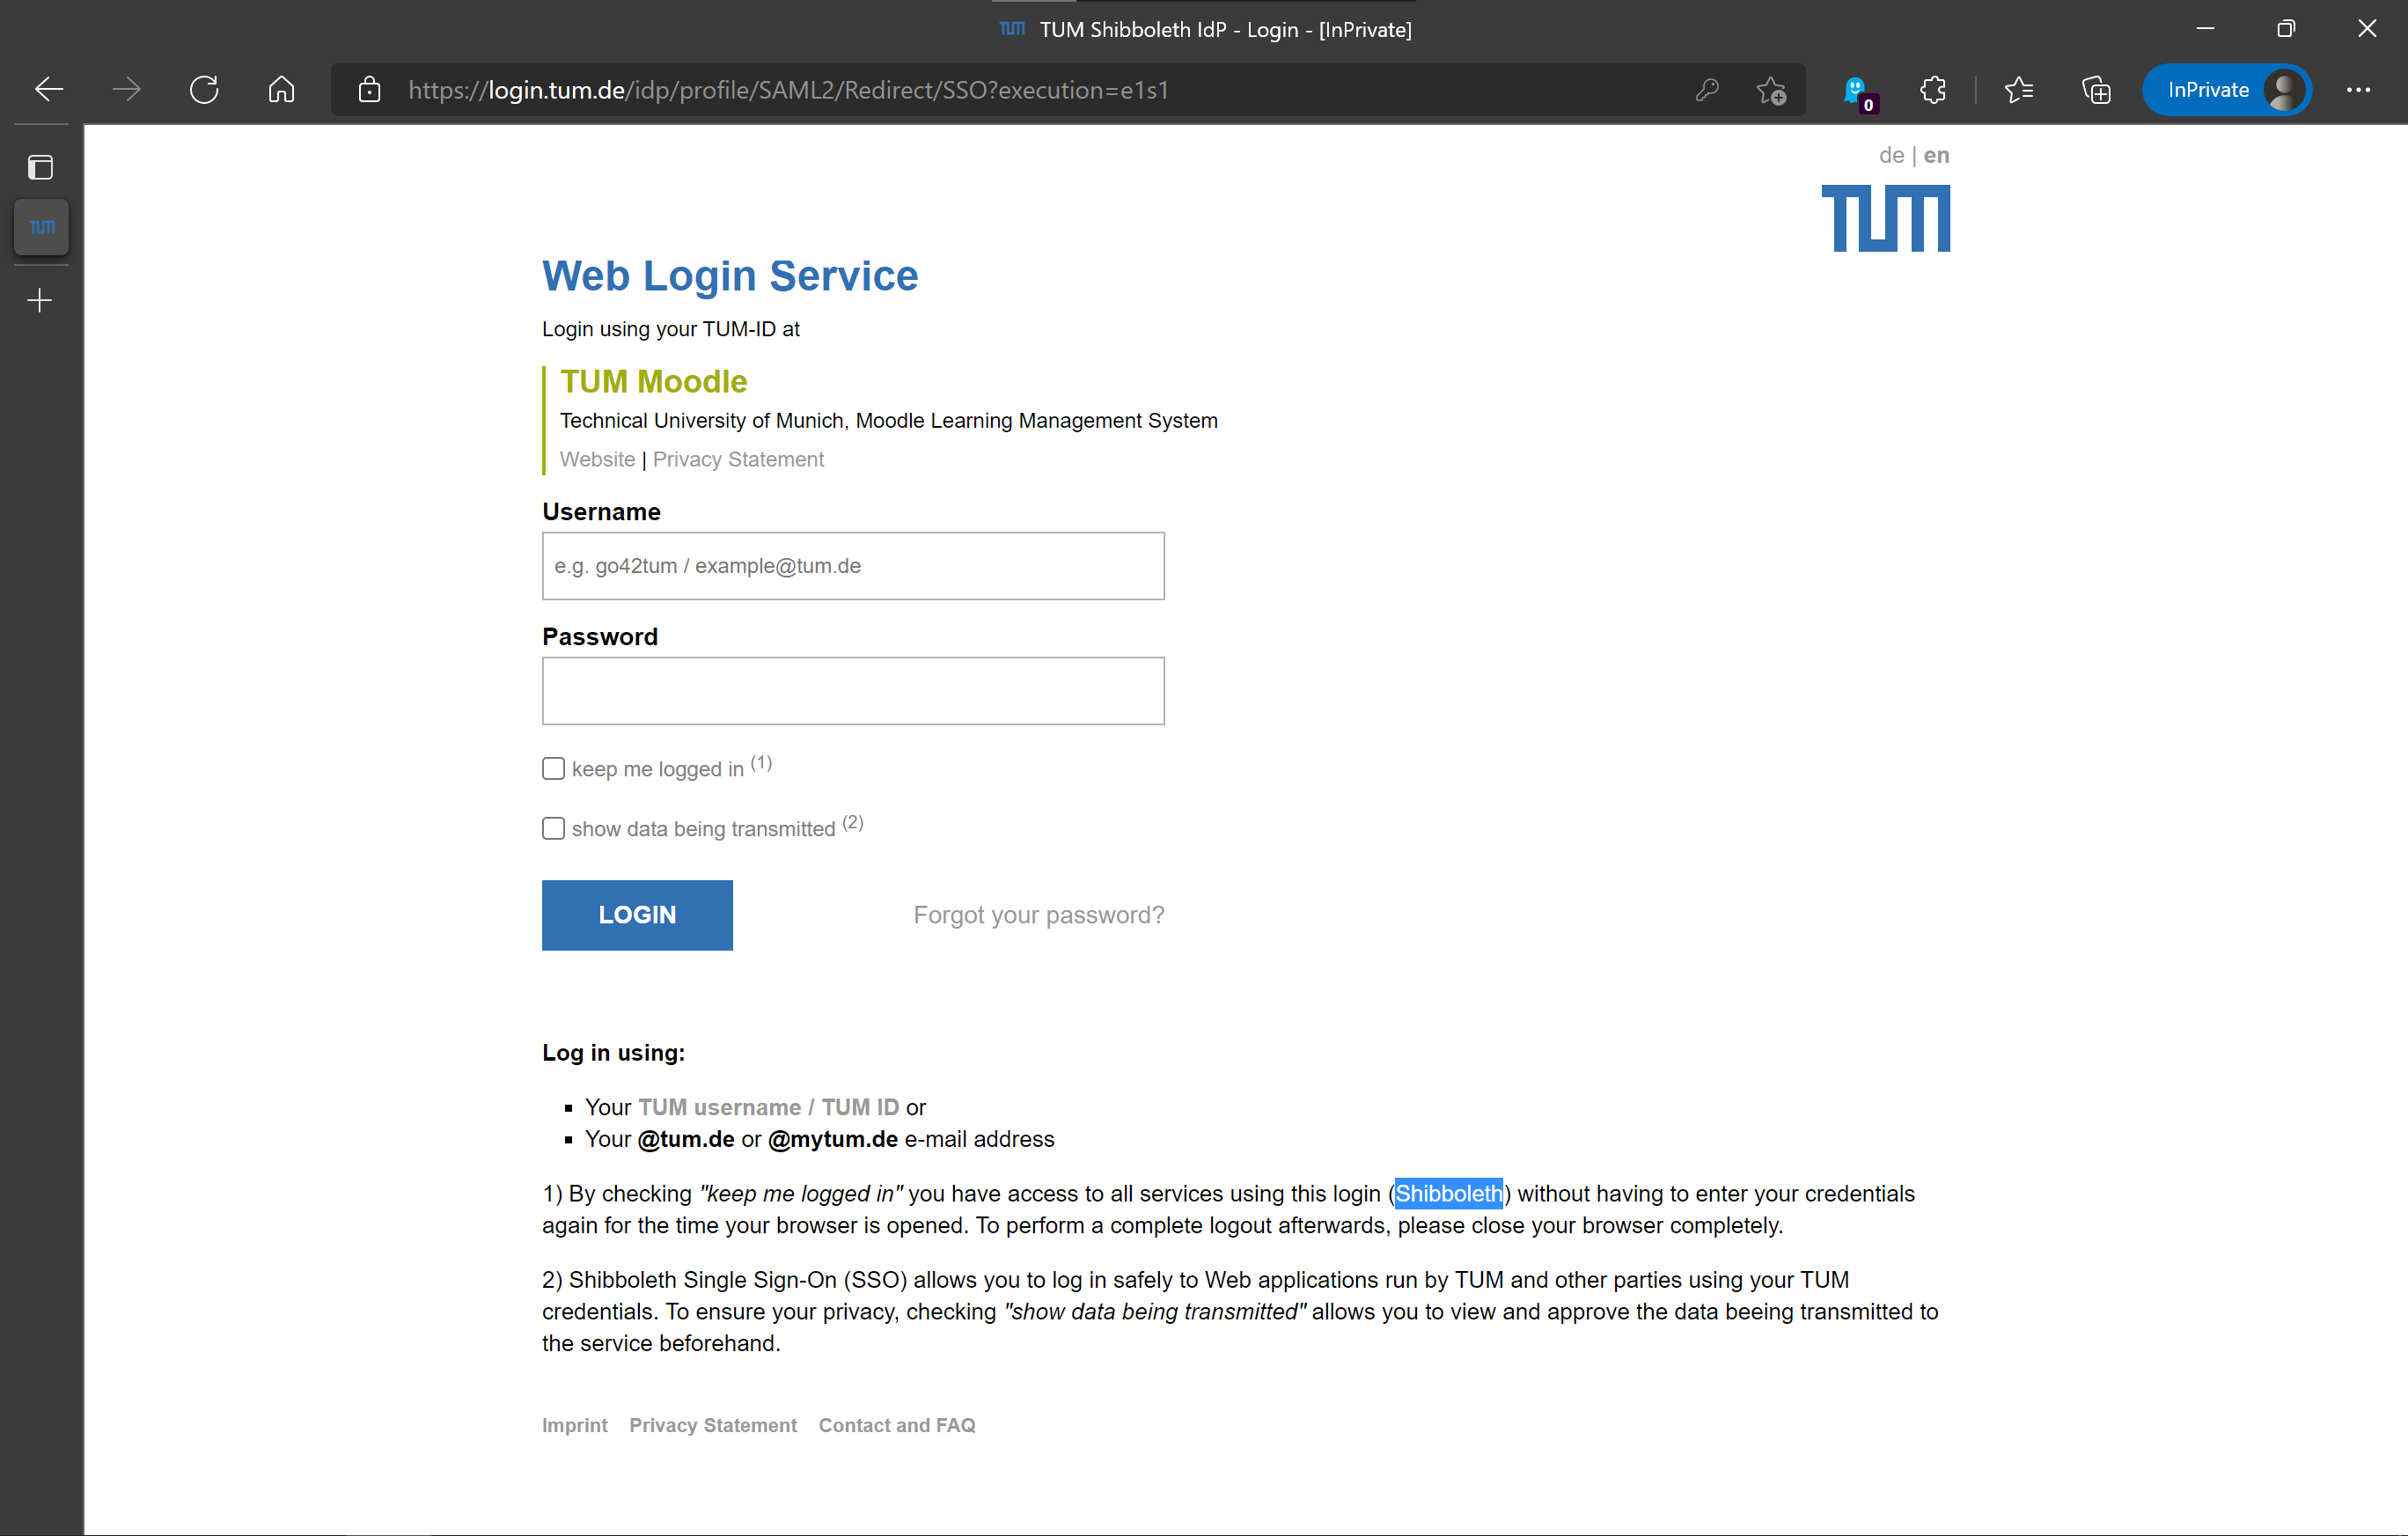 TUM TUM Shibboleth IdP - Login - [InPrivate]
https://login.tum.de/idp/profile/SAML2/Redirect/SSO?execution=e1s1
0
InPrivate
TUM
de | en
TUM
Web Login Service
Login using your TUM-ID at
TUM Moodle
Technical University of Munich, Moodle Learning Management System
Website | Privacy Statement
Username
e.g. go42tum / example@tum.de
Password
keep me logged in (1)
show data being transmitted (2)
LOGIN
Forgot your password?
Log in using:
▪ Your TUM username / TUM ID or
▪ Your @tum.de or @mytum.de e-mail address
1) By checking "keep me logged in" you have access to all services using this login (Shibboleth) without having to enter your credentials
again for the time your browser is opened. To perform a complete logout afterwards, please close your browser completely.
2) Shibboleth Single Sign-On (SSO) allows you to log in safely to Web applications run by TUM and other parties using your TUM
credentials. To ensure your privacy, checking "show data being transmitted" allows you to view and approve the data beeing transmitted to
the service beforehand.
Imprint Privacy Statement Contact and FAQ